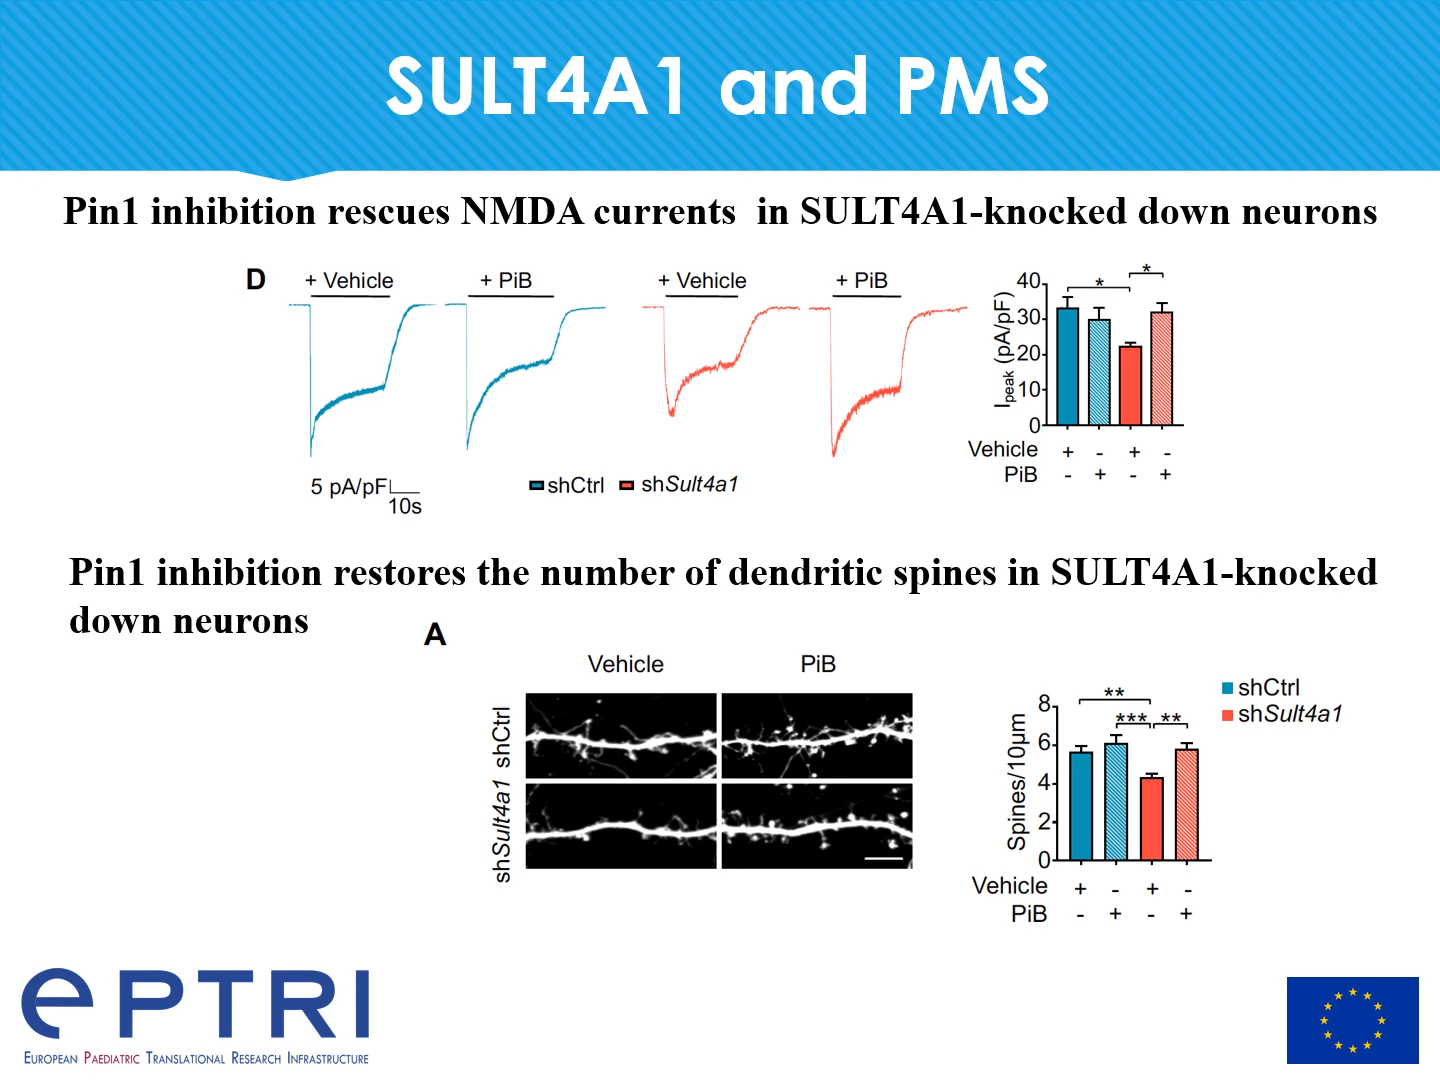 SULT4A1 and PMS
Pin1 inhibition rescues NMDA currents in SULT4A1-knocked down neurons
D
+ Vehicle
+ PiB
+ Vehicle
+ PiB
5 pA/pF
10s
shCtrl
shSult4a1
Ipeak (pA/pF)
40
30
20
10
0
*
*
Vehicle + - + -
PiB - + - +
Pin1 inhibition restores the number of dendritic spines in SULT4A1-knocked
down neurons
A
Vehicle
PiB
shCtrl
shSult4a1
Spines/10µm
8
6
4
2
0
**
***
**
shCtrl
shSult4a1
Vehicle + - + -
PiB - + - +
ePTRI
European Paediatric Translational Research Infrastructure